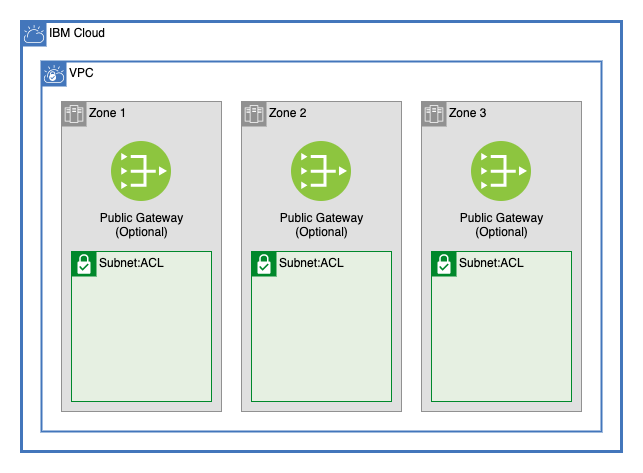 IBM Cloud
VPC
Zone 1
Public Gateway
(Optional)
Subnet:ACL
Zone 2
Public Gateway
(Optional)
Subnet:ACL
Zone 3
Public Gateway
(Optional)
Subnet:ACL